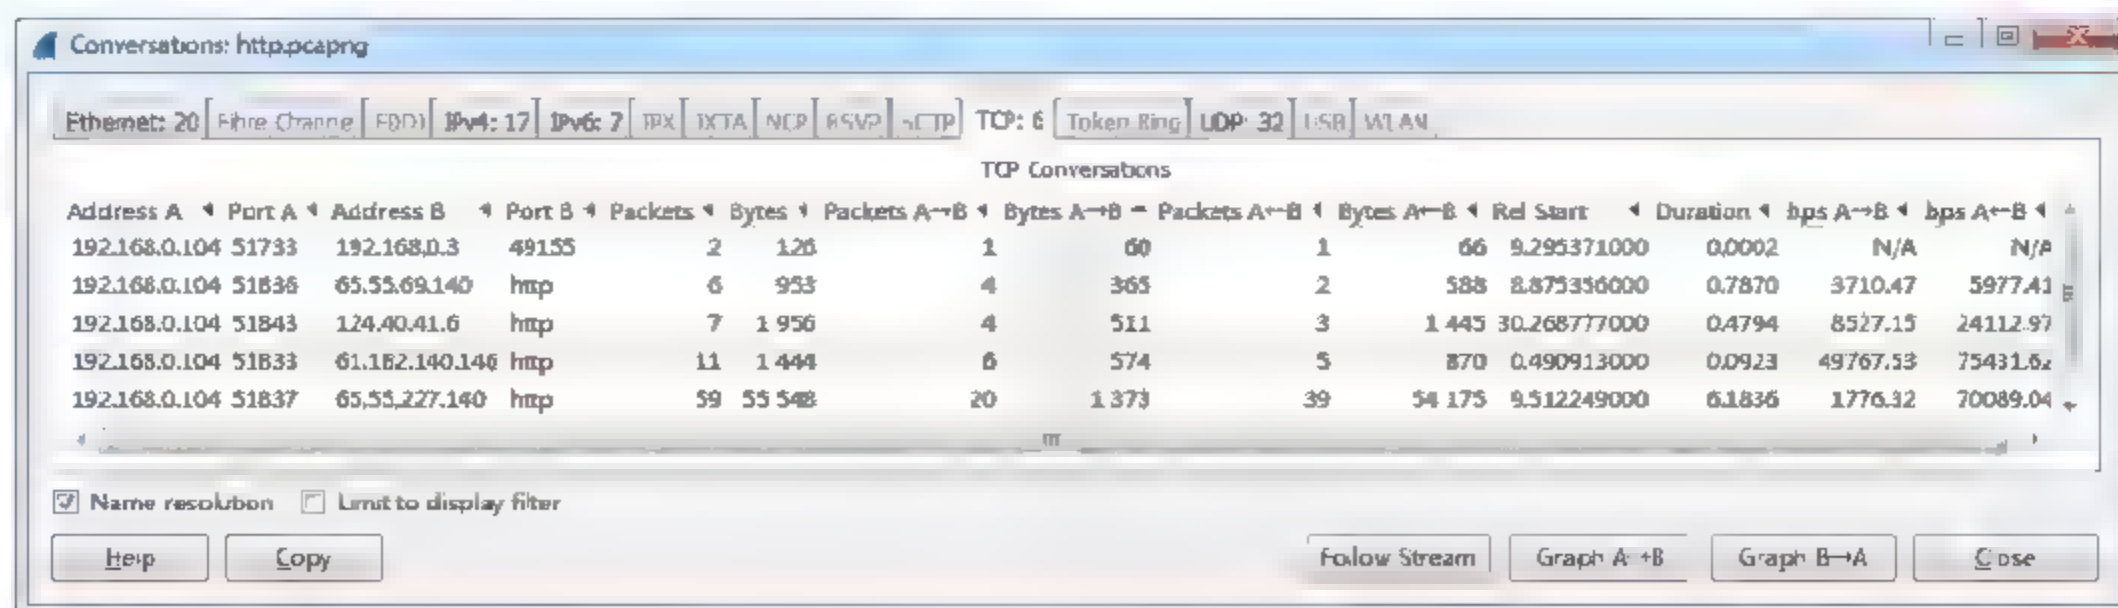 Conversations: http.pcapng
Ethernet: 20 Fibre Channel FDDI IPv4: 17 IPv6: 7 IPX JXTA NCP RSVP SCTP TCP: 6 Token Ring UDP: 32 USB WLAN
TCP Conversations
Address A Port A Address B Port B Packets Bytes Packets A→B Bytes A→B Packets A←B Bytes A←B Rel Start Duration bps A→B bps A←B
192.168.0.104 51733 192.168.0.3 49155 2 126 1 60 1 66 9.295371000 0.0002 N/A N/A
192.168.0.104 51836 65.55.69.140 http 6 953 4 365 2 588 8.875356000 0.7870 3710.47 5977.41
192.168.0.104 51843 124.40.41.6 http 7 1 956 4 511 3 1 445 30.268777000 0.4794 8527.15 24112.97
192.168.0.104 51833 http 11 1 444 6 574 5 870 0.490913000 0.0923 49767.53 75431.62
192.168.0.104 51837 65.55.227.140 http 59 55 548 20 1 373 39 54 175 9.512249000 6.1836 1776.32 70089.04
Name resolution Limit to display filter
Help Copy Follow Stream Graph A→B Graph B→A Close